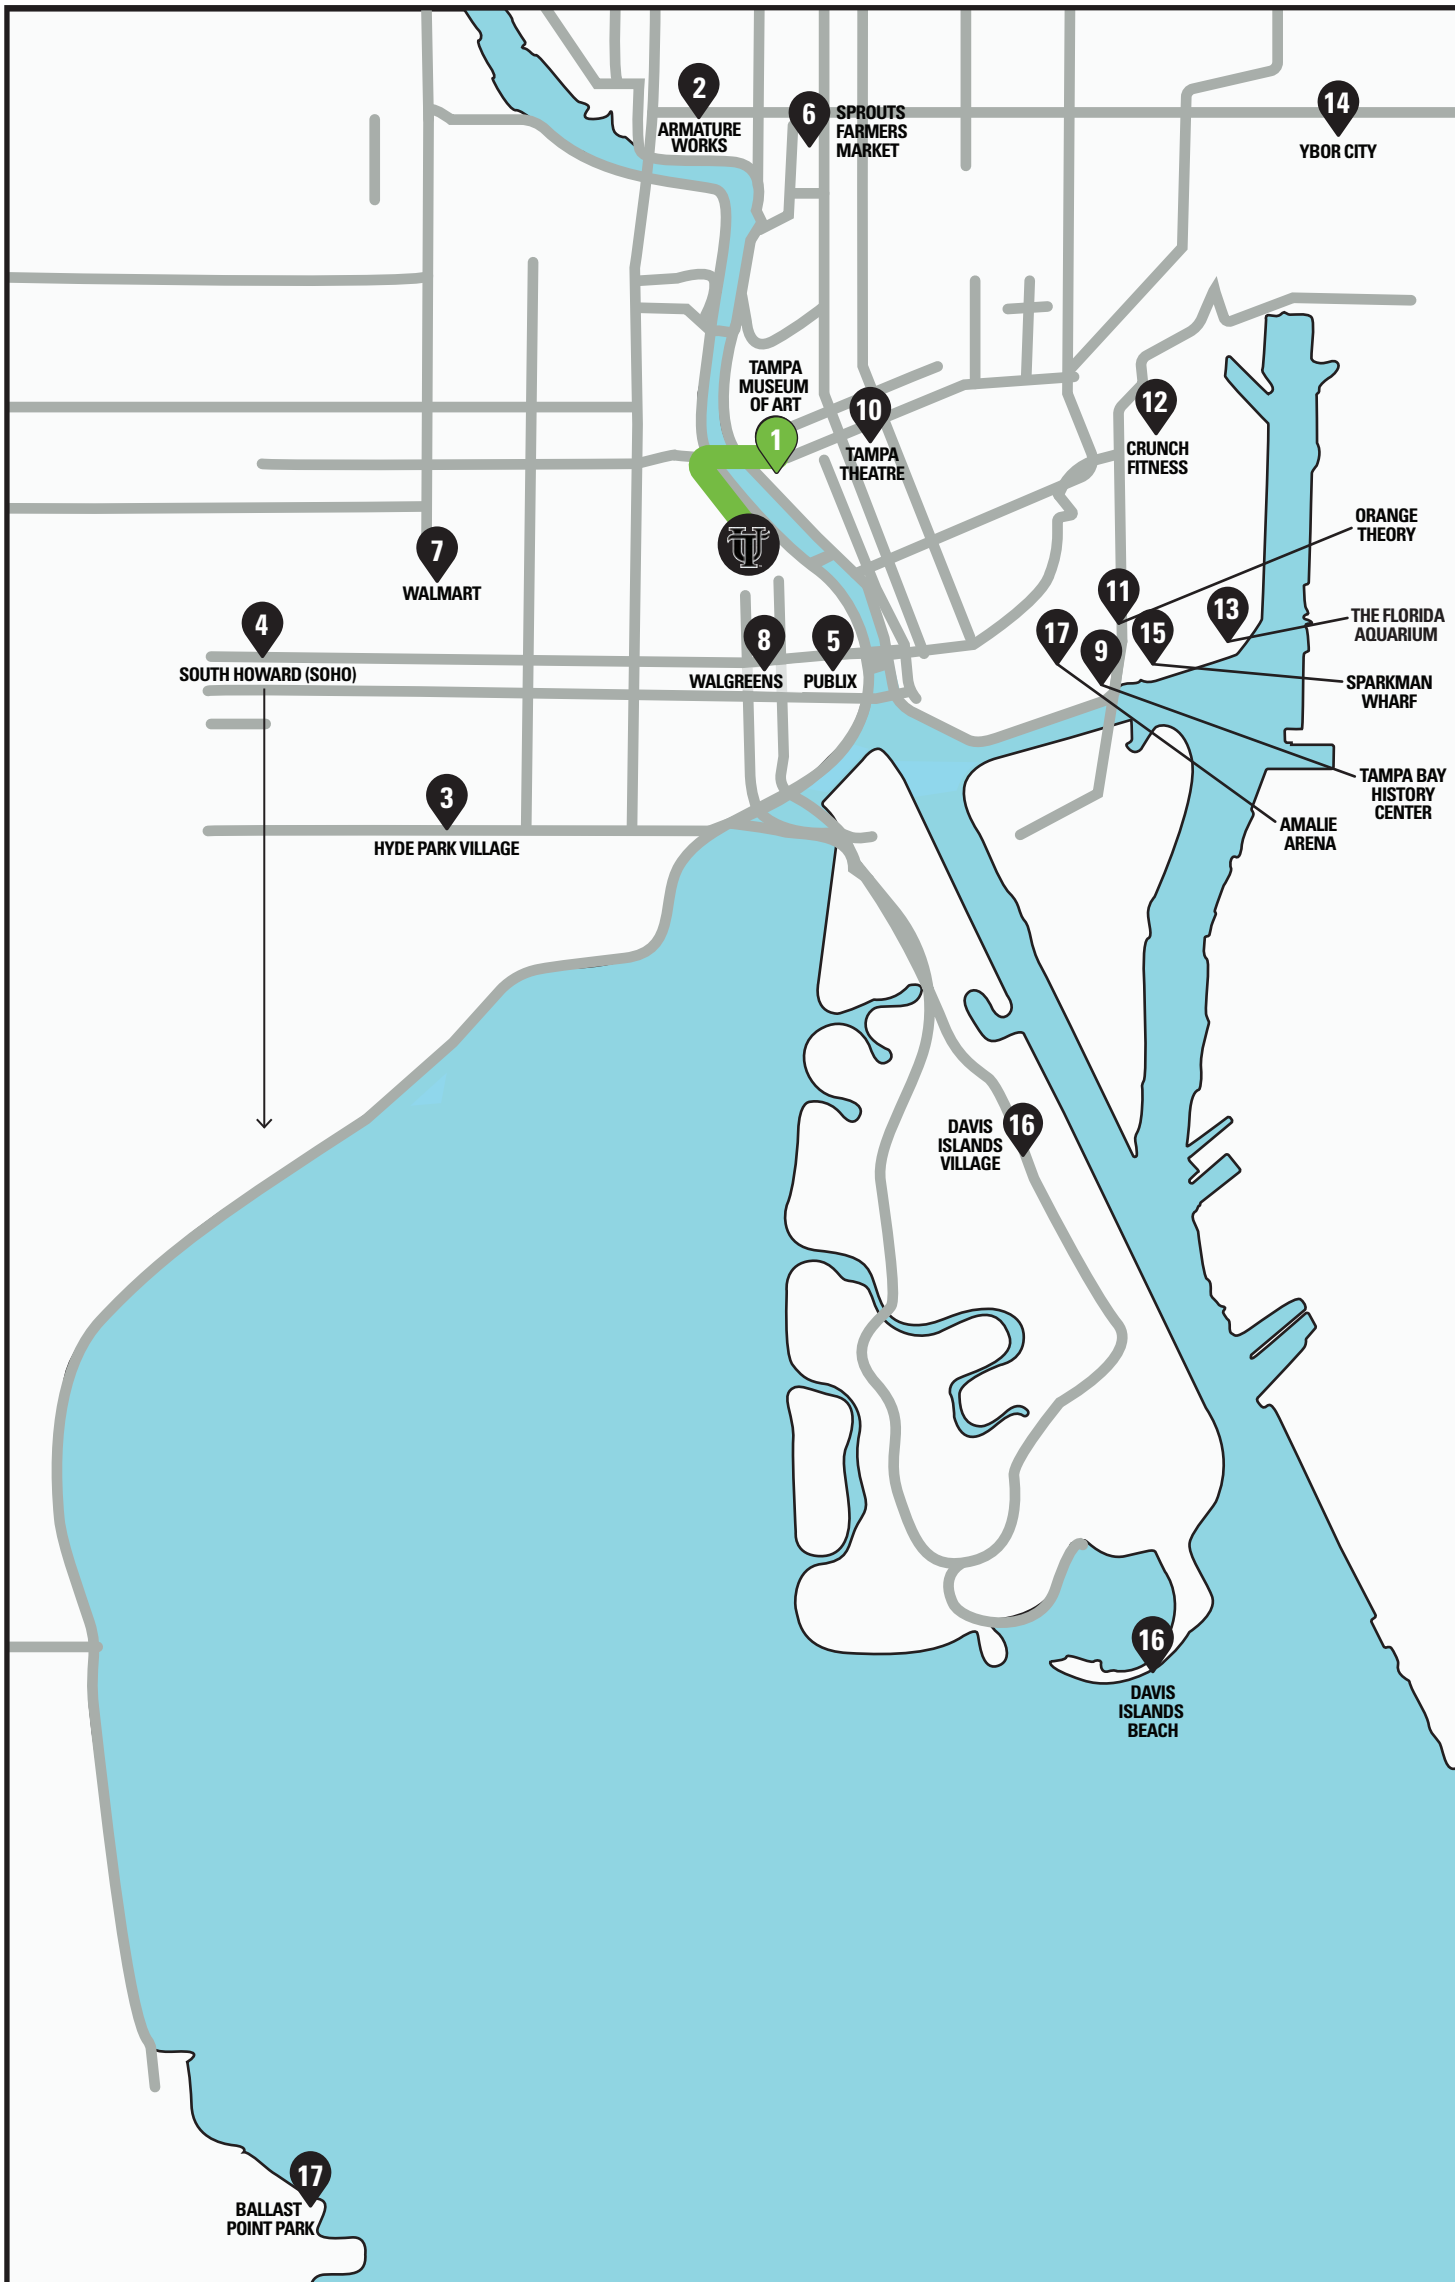 2
ARMATURE
WORKS
6
SPROUTS
FARMERS
MARKET
14
YBOR CITY
TAMPA
MUSEUM
OF ART
1
10
TAMPA
THEATRE
12
CRUNCH
FITNESS
UT
7
WALMART
ORANGE
THEORY
11
13
THE FLORIDA
AQUARIUM
4
SOUTH HOWARD (SOHO)
8
WALGREENS
5
PUBLIX
17
9
15
SPARKMAN
WHARF
TAMPA BAY
HISTORY
CENTER
AMALIE
ARENA
3
HYDE PARK VILLAGE
DAVIS
ISLANDS
VILLAGE
16
16
DAVIS
ISLANDS
BEACH
17
BALLAST
POINT PARK